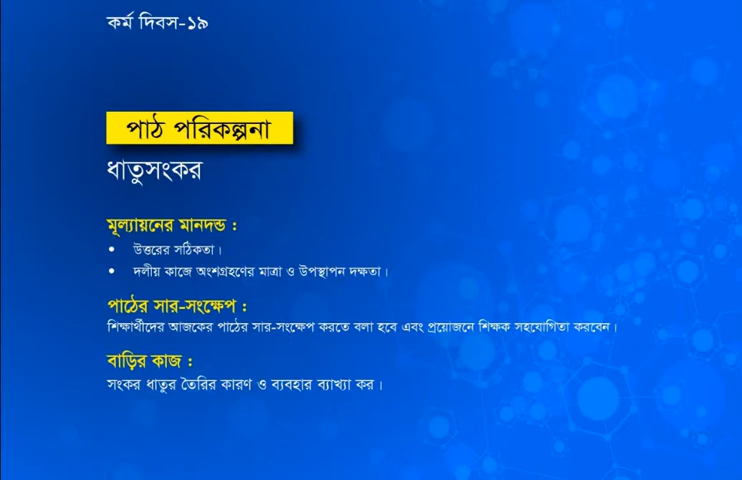 কর্ম দিবস-১৯
পাঠ পরিকল্পনা
ধাতুসংকর
মূল্যায়নের মানদন্ড :
• উত্তরের সঠিকতা।
• দলীয় কাজে অংশগ্রহণের মাত্রা ও উপস্থাপন দক্ষতা।
পাঠের সার-সংক্ষেপ :
শিক্ষার্থীদের আজকের পাঠের সার-সংক্ষেপ করতে বলা হবে এবং প্রয়োজনে শিক্ষক সহযোগিতা করবেন।
বাড়ির কাজ :
সংকর ধাতুর তৈরির কারণ ও ব্যবহার ব্যাখ্যা কর।